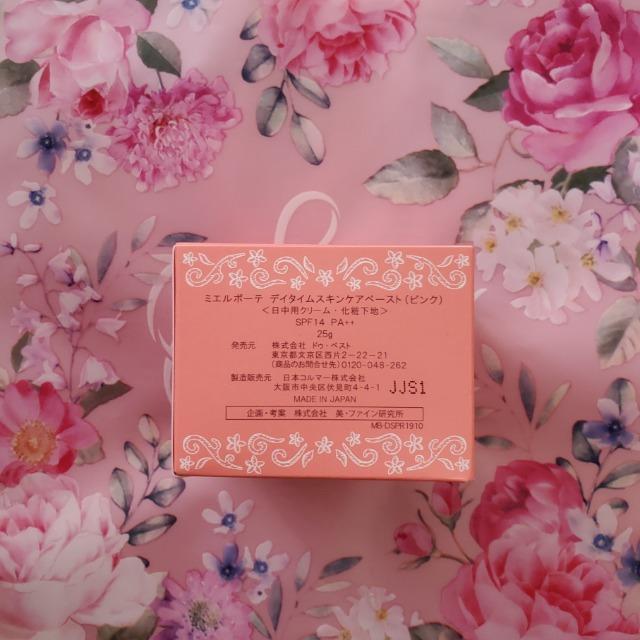 ミエルボーテ デイタイムスキンケアベースト(ピンク)
<日中用クリーム・化粧下地>
SPF14 PA++
25g
発売元 株式会社 ドゥ・ベスト
東京都文京区西片2-22-21
(商品のお問合せ先)0120-048-262
製造販売元 日本コルマー株式会社
大阪市中央区伏見町4-4-1 JJS1
MADE IN JAPAN
企画・考案 株式会社 美・ファイン研究所
MB-DSPR1910